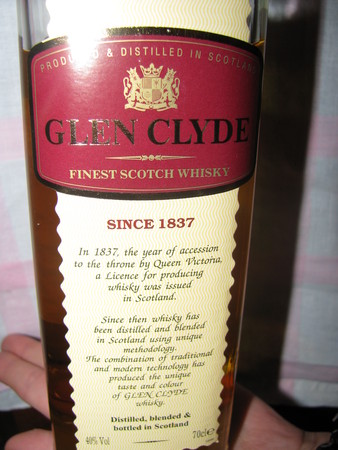 PRODUCED & DISTILLED IN SCOTLAND
GLEN CLYDE
FINEST SCOTCH WHISKY
SINCE 1837
In 1837, the year of accession
to the throne by Queen Victoria,
a Licence for producing
whisky was issued
in Scotland.
Since then whisky has
been distilled and blended
in Scotland using unique
methodology.
The combination of traditional
and modern technology has
produced the unique
taste and colour
of GLEN CLYDE
whisky.
Distilled, blended &
bottled in Scotland
40% Vol 70cl℮